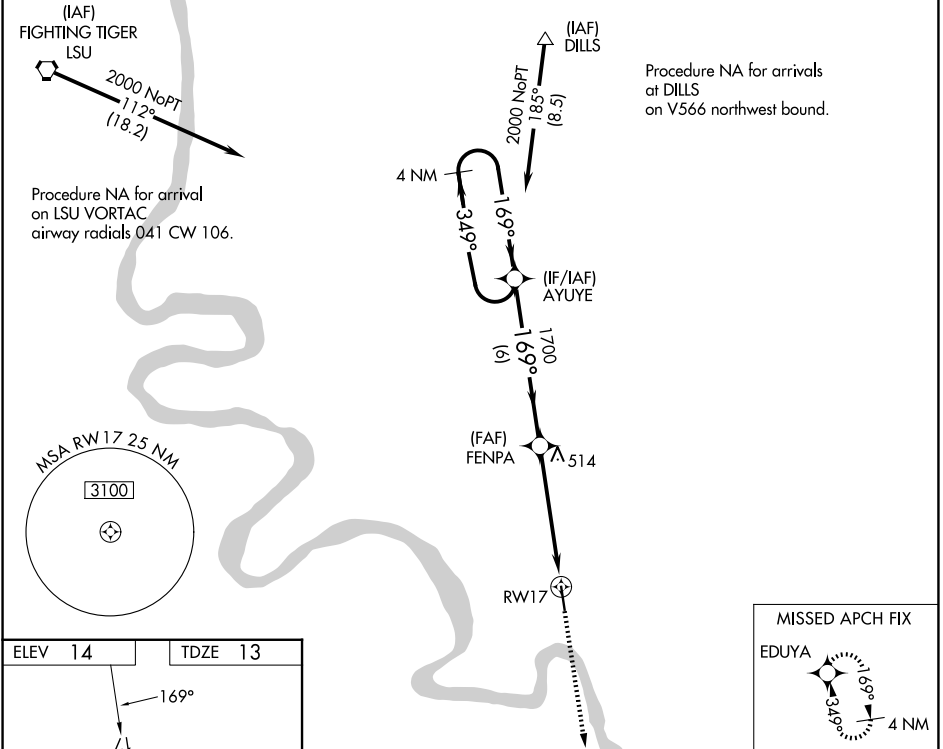 (IAF)
FIGHTING TIGER
LSU
2000 NoPT
112°
(18.2)
(IAF)
DILLS
2000 NoPT
185°
(8.5)
Procedure NA for arrivals
at DILLS
on V566 northwest bound.
Procedure NA for arrival
on LSU VORTAC
airway radials 041 CW 106.
4 NM
349°
169°
(IF/IAF)
AYUYE
1700
169°
(6)
(FAF)
FENPA
514
MSA RW17 25 NM
3100
RW17
ELEV 14
TDZE 13
169°
MISSED APCH FIX
EDUYA
169°
349°
4 NM